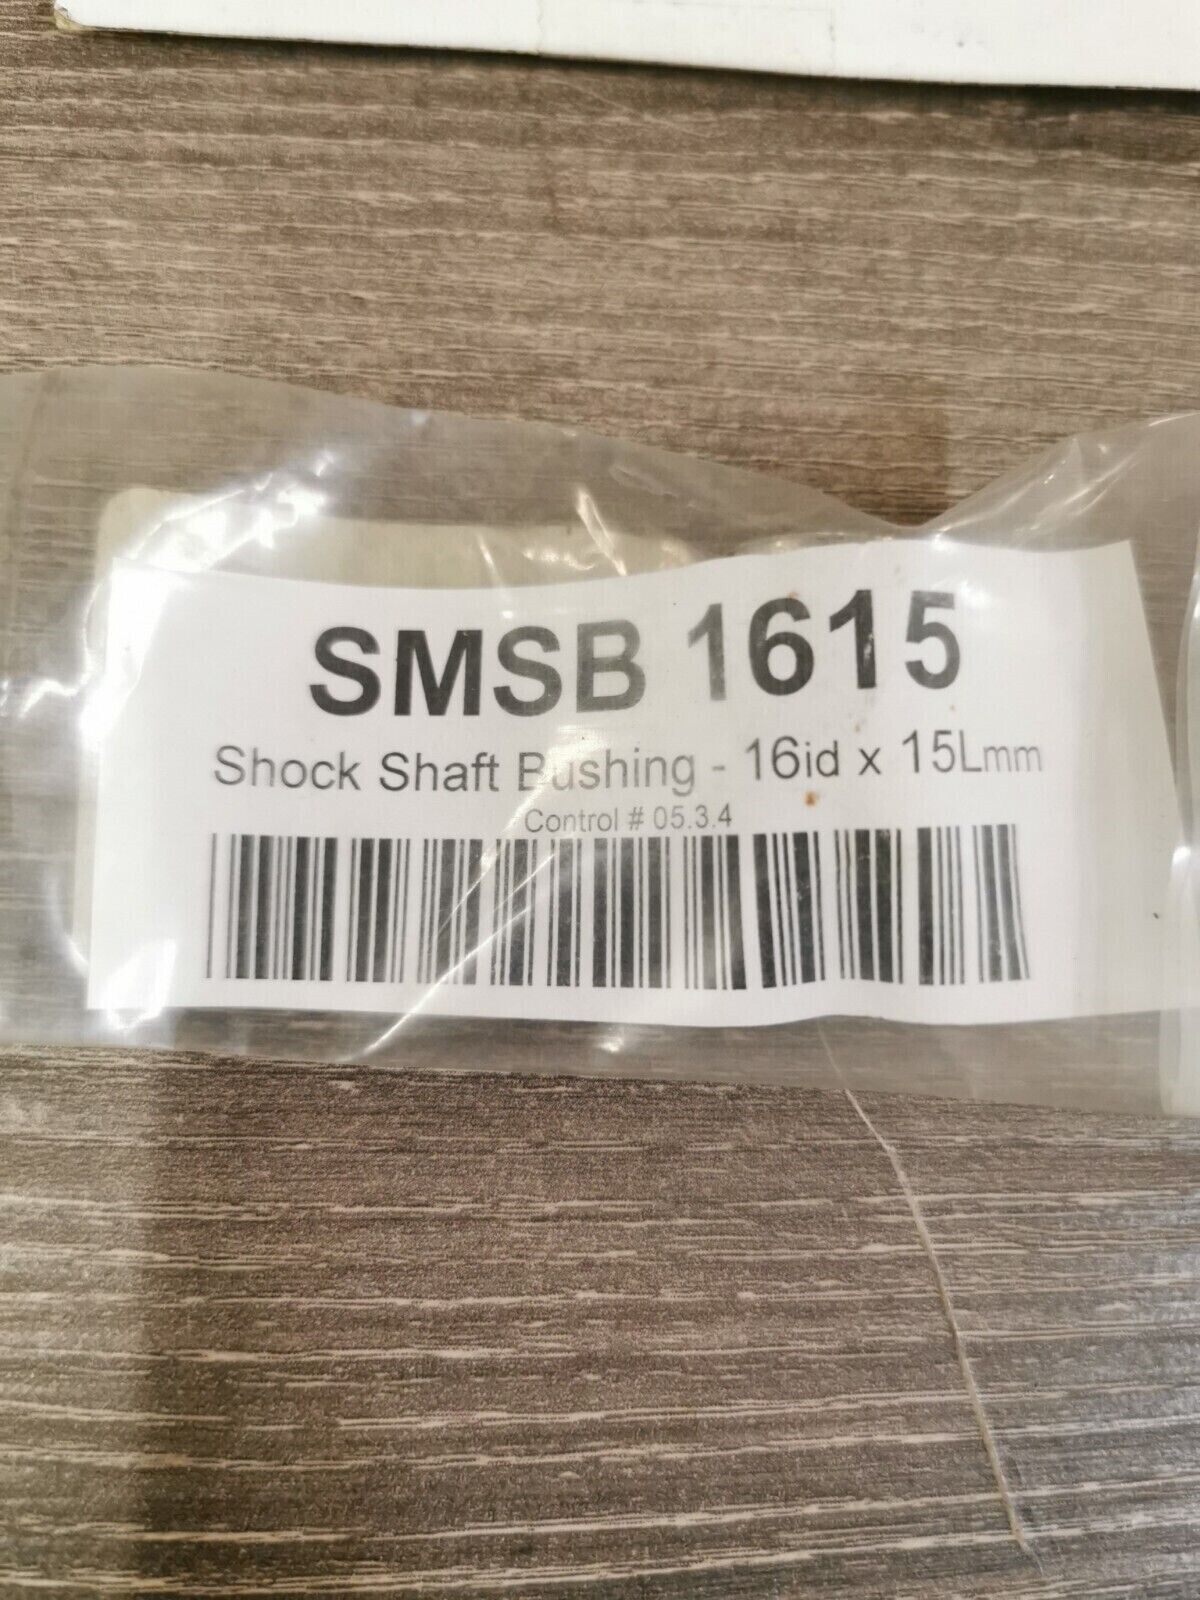 SMSB 1615
Shock Shaft Bushing - 16id x 15Lmm
Control # 05.3.4